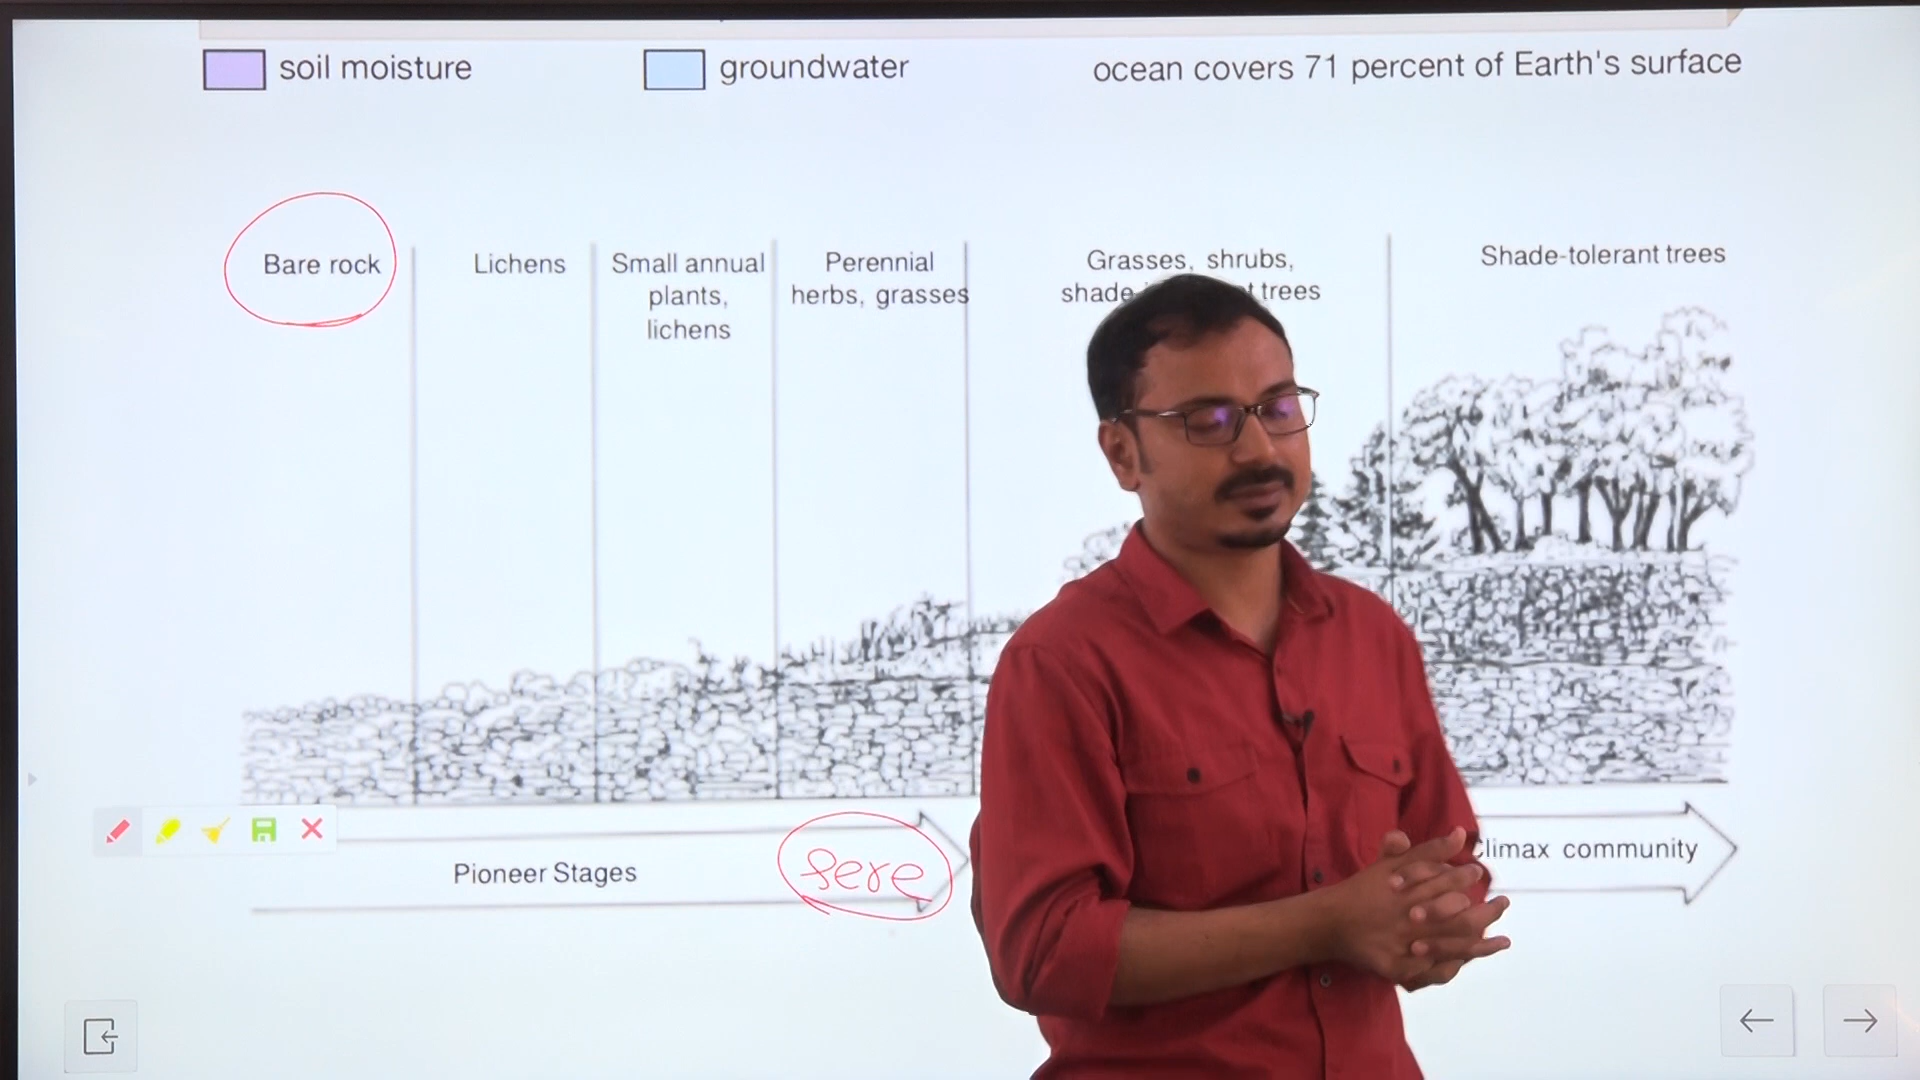 soil moisture
groundwater
ocean covers 71 percent of Earth's surface
Bare rock
Lichens
Small annual
plants,
lichens
Perennial
herbs, grasses
Grasses, shrubs,
shade trees
Shade-tolerant trees
Pioneer Stages
sere
Climax community